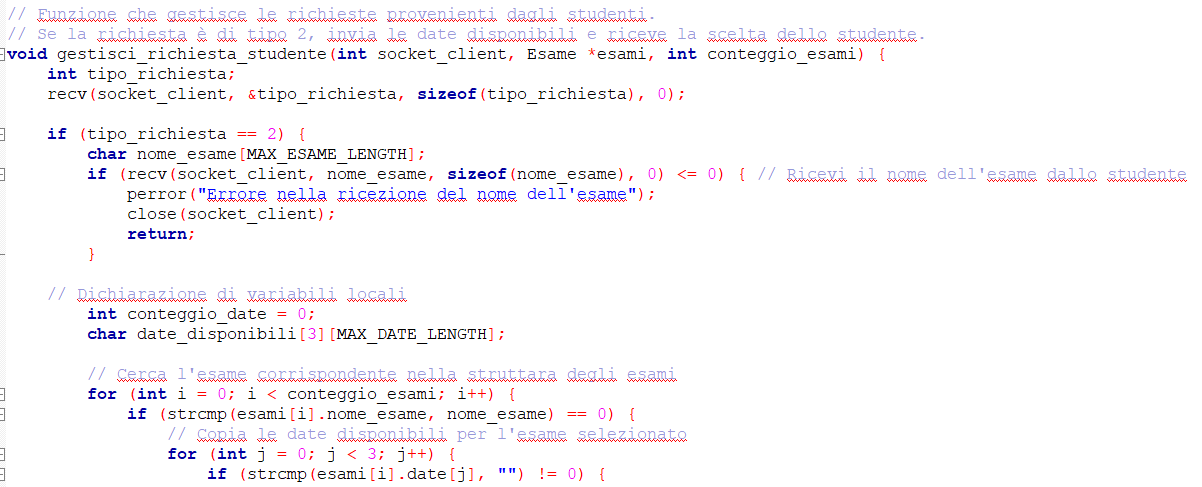 // Funzione che gestisce le richieste provenienti dagli studenti.
// Se la richiesta è di tipo 2, invia le date disponibili e riceve la scelta dello studente.
void gestisci_richiesta_studente(int socket_client, Esame *esami, int conteggio_esami) {
    int tipo_richiesta;
    recv(socket_client, &tipo_richiesta, sizeof(tipo_richiesta), 0);

    if (tipo_richiesta == 2) {
        char nome_esame[MAX_ESAME_LENGTH];
        if (recv(socket_client, nome_esame, sizeof(nome_esame), 0) <= 0) { // Ricevi il nome dell'esame dallo studente
            perror("Errore nella ricezione del nome dell'esame");
            close(socket_client);
            return;
        }

    // Dichiarazione di variabili locali
        int conteggio_date = 0;
        char date_disponibili[3][MAX_DATE_LENGTH];

        // Cerca l'esame corrispondente nella struttara degli esami
        for (int i = 0; i < conteggio_esami; i++) {
            if (strcmp(esami[i].nome_esame, nome_esame) == 0) {
                // Copia le date disponibili per l'esame selezionato
                for (int j = 0; j < 3; j++) {
                    if (strcmp(esami[i].date[j], "") != 0) {